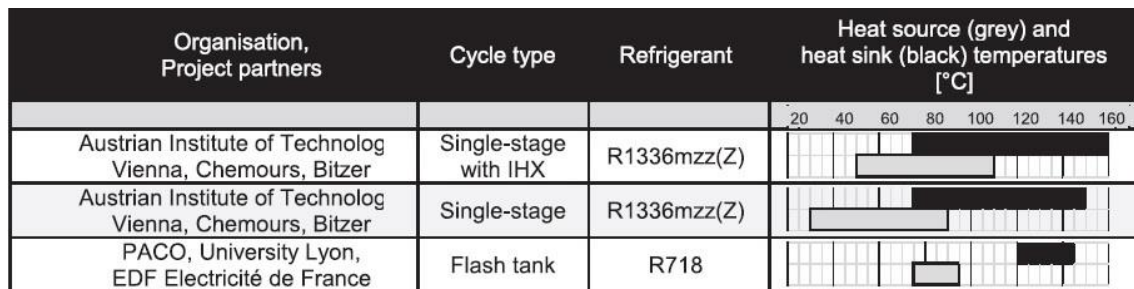 Organisation,
Project partners
Cycle type
Refrigerant
Heat source (grey) and
heat sink (black) temperatures
[°C]
20 40 60 80 100 120 140 160
Austrian Institute of Technolog
Vienna, Chemours, Bitzer
Single-stage
with IHX
R1336mzz(Z)
Austrian Institute of Technolog
Vienna, Chemours, Bitzer
Single-stage
R1336mzz(Z)
PACO, University Lyon,
EDF Electricité de France
Flash tank
R718